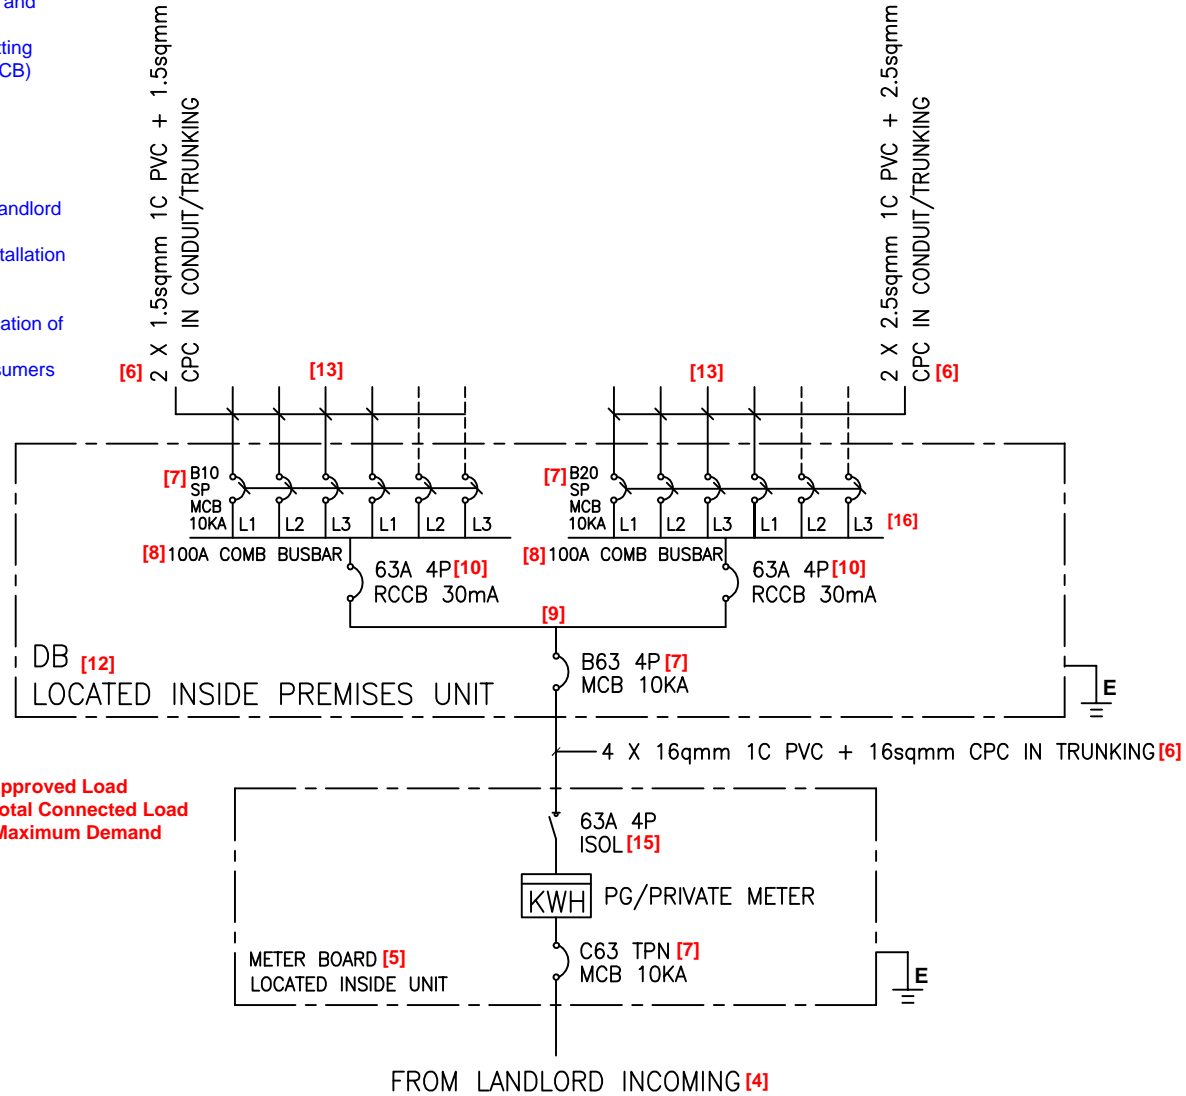 and
tting
CB)
andlord
tallation
ation of
sumers
2 X 1.5sqmm 1C PVC + 1.5sqmm
CPC IN CONDUIT/TRUNKING
[6]
2 X 2.5sqmm 1C PVC + 2.5sqmm
CPC IN CONDUIT/TRUNKING
[6]
[13]
[13]
[7] B10
SP
MCB
10KA L1 L2 L3 L1 L2 L3
[7] B20
SP
MCB
10KA L1 L2 L3 L1 L2 L3 [16]
[8] 100A COMB BUSBAR
[8] 100A COMB BUSBAR
63A 4P [10]
RCCB 30mA
63A 4P [10]
RCCB 30mA
[9]
DB [12]
LOCATED INSIDE PREMISES UNIT
B63 4P [7]
MCB 10KA
E
4 X 16qmm 1C PVC + 16sqmm CPC IN TRUNKING [6]
pproved Load
otal Connected Load
Maximum Demand
63A 4P
ISOL [15]
KWH PG/PRIVATE METER
METER BOARD [5]
LOCATED INSIDE UNIT
C63 TPN [7]
MCB 10KA
E
FROM LANDLORD INCOMING [4]